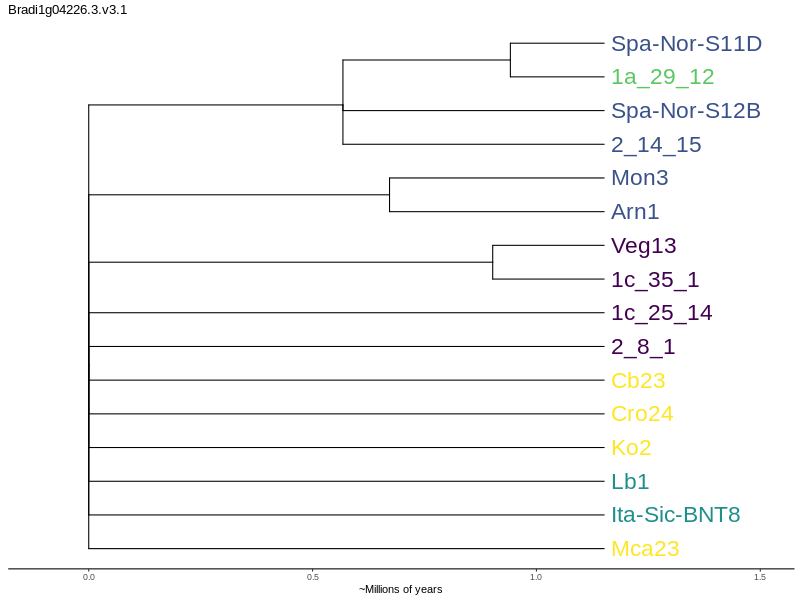 Bradi1g04226.3.v3.1
Spa-Nor-S11D
1a_29_12
Spa-Nor-S12B
2_14_15
Mon3
Arn1
Veg13
1c_35_1
1c_25_14
2_8_1
Cb23
Cro24
Ko2
Lb1
Ita-Sic-BNT8
Mca23
0.0 0.5 1.0 1.5
~Millions of years